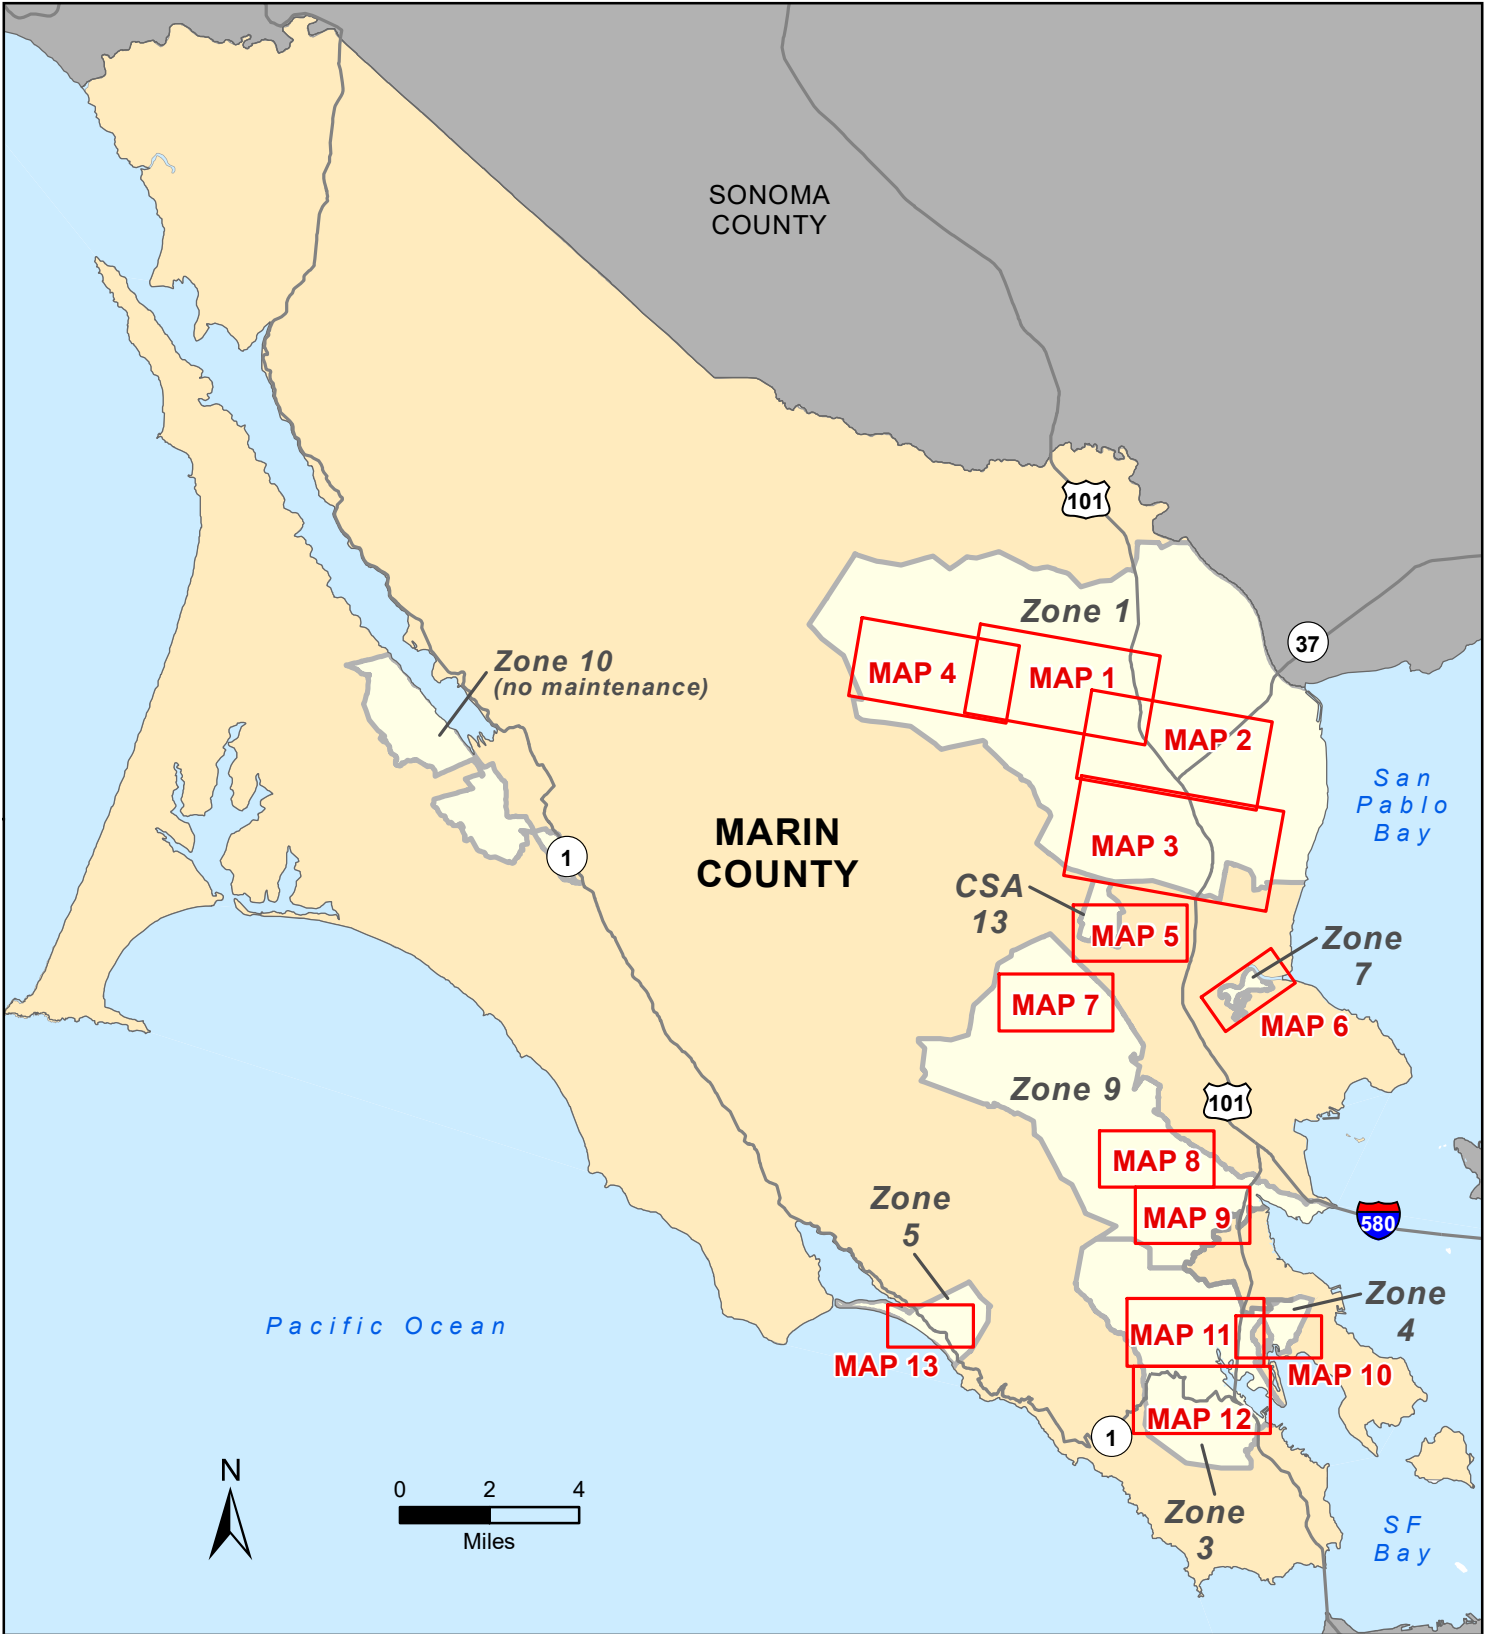 SONOMA
COUNTY
101
Zone 1
37
MAP 4
MAP 1
Zone 10
(no maintenance)
MAP 2
San
Pablo
Bay
MARIN
COUNTY
MAP 3
1
CSA
13
MAP 5
Zone
7
MAP 7
MAP 6
Zone 9
101
MAP 8
Zone
5
MAP 9
580
Pacific Ocean
Zone
4
MAP 11
MAP 13
MAP 10
MAP 12
1
N
0 2 4
Miles
Zone
3
SF
Bay